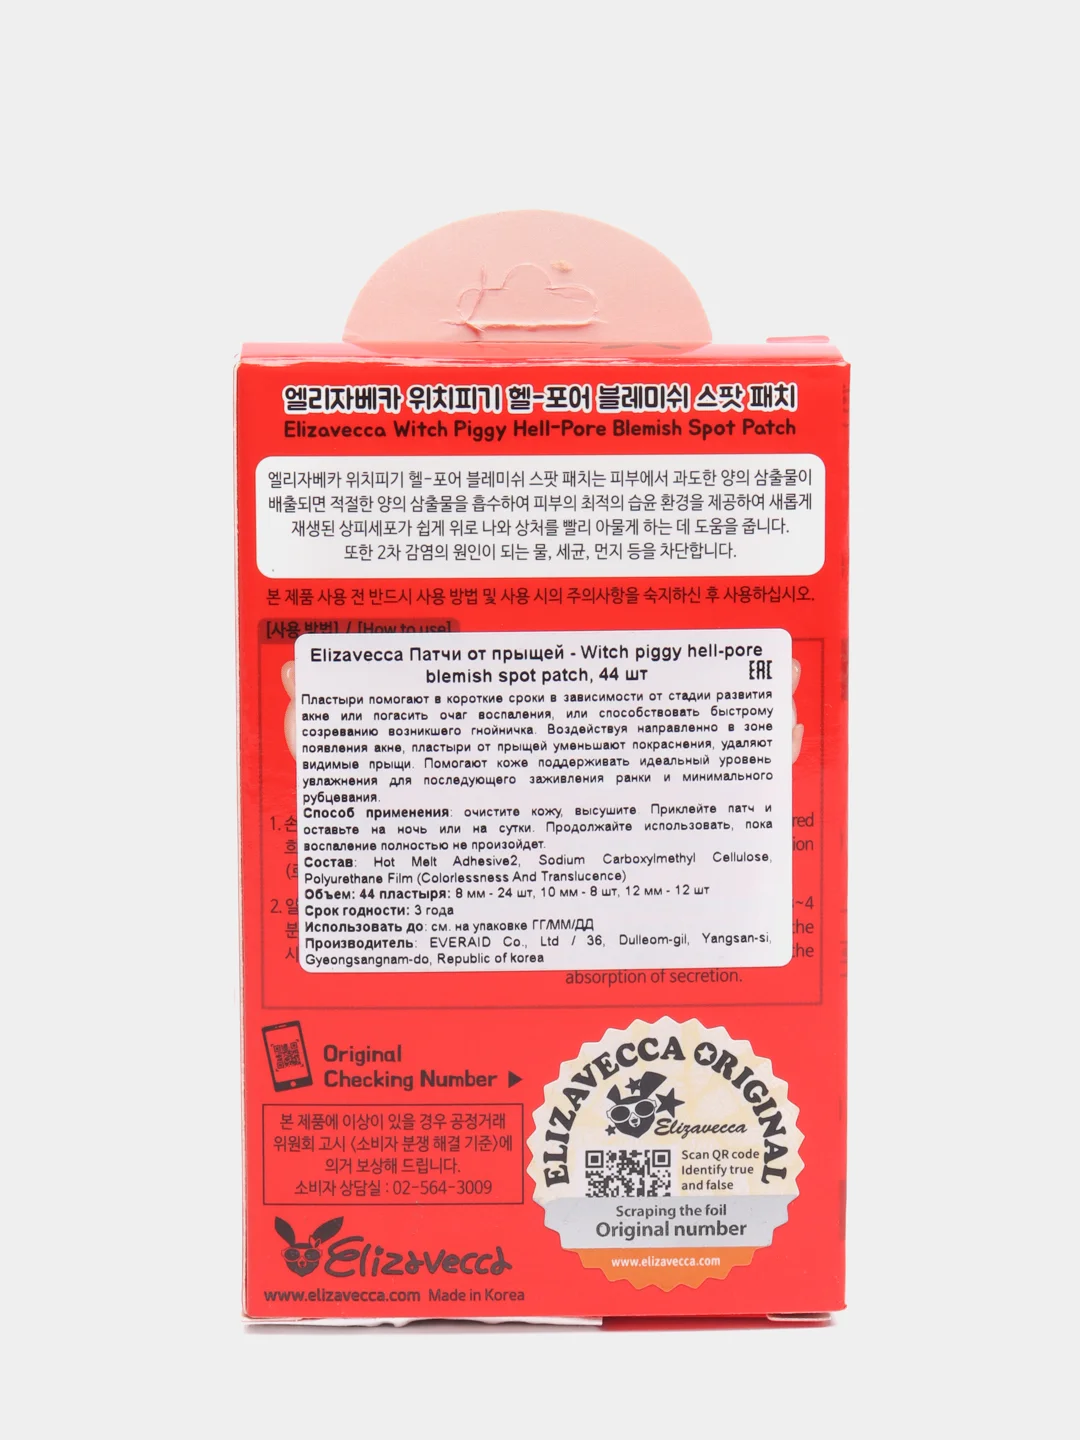 엘리자베카 위치피기 헬-포어 블레미쉬 스팟 패치
Elizavecca Witch Piggy Hell-Pore Blemish Spot Patch
엘리자베카 위치피기 헬-포어 블레미쉬 스팟 패치는 피부에서 과도한 양의 삼출물이
배출되면 적절한 양의 삼출물을 흡수하여 피부의 최적의 습윤 환경을 제공하여 새롭게
재생된 상피세포가 쉽게 위로 나와 상처를 빨리 아물게 하는 데 도움을 줍니다.
또한 2차 감염의 원인이 되는 물, 세균, 먼지 등을 차단합니다.
본 제품 사용 전 반드시 사용 방법 및 사용 시의 주의사항을 숙지하신 후 사용하십시오.
[사용 방법] / [How to use]
Elizavecca Патчи от прыщей - Witch piggy hell-pore
blemish spot patch, 44 шт
EAC
Пластыри помогают в короткие сроки в зависимости от стадии развития
акне или погасить очаг воспаления, или способствовать быстрому
созреванию возникшего гнойничка. Воздействуя направленно в зоне
появления акне, пластыри от прыщей уменьшают покраснения, удаляют
видимые прыщи. Помогают коже поддерживать идеальный уровень
увлажнения для последующего заживления ранки и минимального
рубцевания.
Способ применения: очистите кожу, высушите. Приклейте патч и
оставьте на ночь или на сутки. Продолжайте использовать, пока
воспаление полностью не произойдет.
Состав: Hot Melt Adhesive2, Sodium Carboxylmethyl Cellulose,
Polyurethane Film (Colorlessness And Translucence)
Объем: 44 пластыря: 8 мм - 24 шт, 10 мм - 8 шт, 12 мм - 12 шт
Срок годности: 3 года
Использовать до: см. на упаковке ГГ/ММ/ДД
Производитель: EVERAID Co., Ltd / 36, Dulleom-gil, Yangsan-si,
Gyeongsangnam-do, Republic of korea
1. 손
2.
~4
the
absorption of secretion.
Original
Checking Number ▶
본 제품에 이상이 있을 경우 공정거래
위원회 고시 〈소비자 분쟁 해결 기준〉에
의거 보상해 드립니다.
소비자 상담실 : 02-564-3009
Elizavecca
www.elizavecca.com Made in Korea
ELIZAVECCA ORIGINAL
Elizavecca
Scan QR code
Identify true
and false
Scraping the foil
Original number
www.elizavecca.com